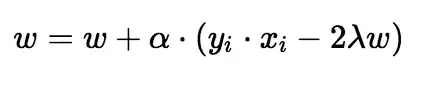 w = w + α · (yᵢ · xᵢ − 2λw)